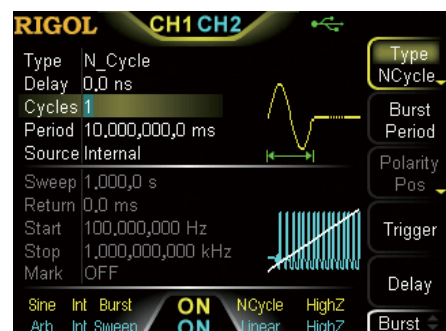 RIGOL CH1 CH2
Type N_Cycle
Delay 0.0 ns
Cycles 1
Period 10.000,000,0 ms
Source Internal
Sweep 1.000,0 s
Return 0.0 ms
Start 100.000,000 Hz
Stop 1.000,000,000 kHz
Mark OFF
Sine Int Burst ON NCycle HighZ
Arb Int Sweep ON Linear HighZ
Type
NCycle
Burst
Period
Polarity
Pos
Trigger
Delay
Burst